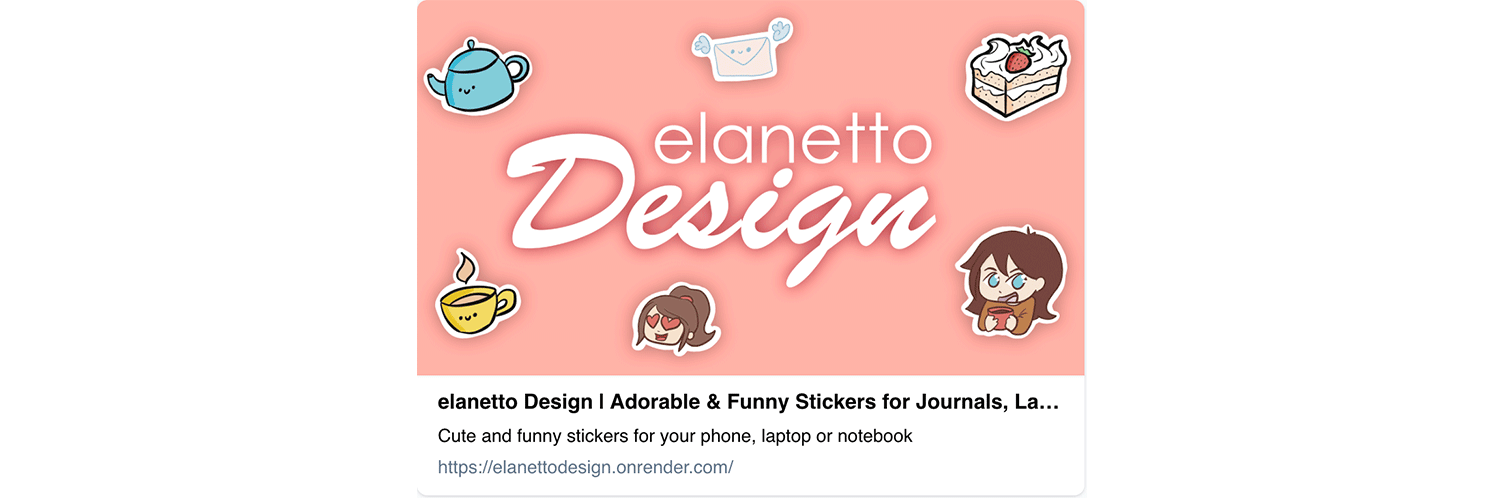 elanetto
Design
elanetto Design | Adorable & Funny Stickers for Journals, La…
Cute and funny stickers for your phone, laptop or notebook
https://elanettodesign.onrender.com/